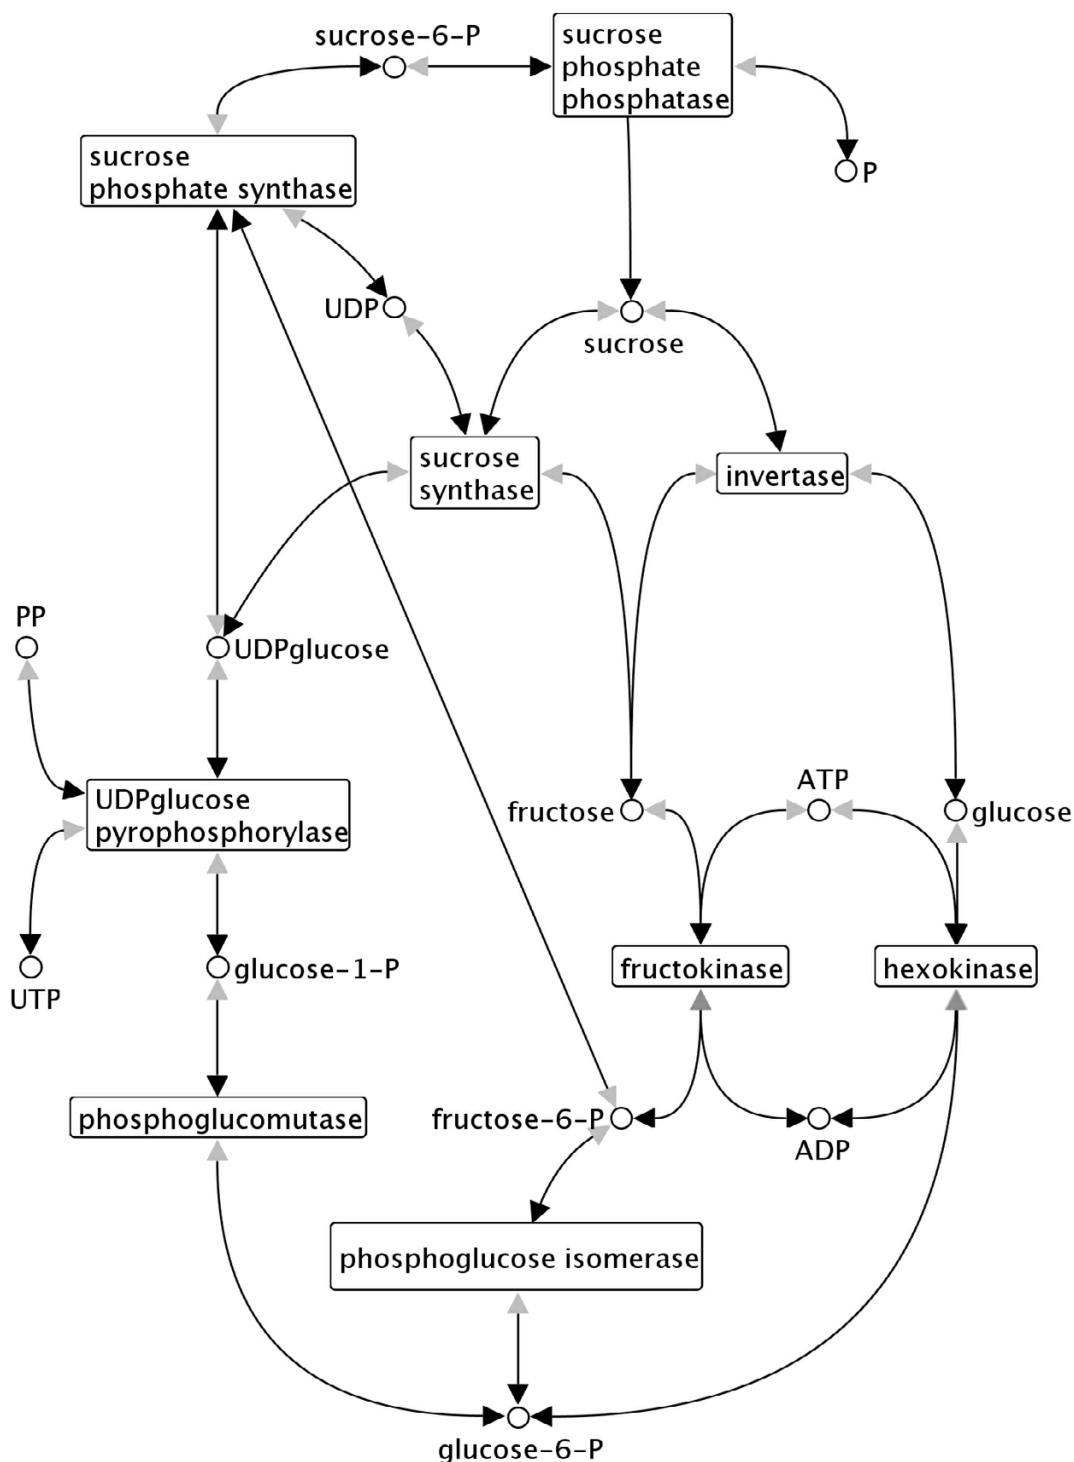 sucrose-6-P
sucrose
phosphate
phosphatase
sucrose
phosphate synthase
P
UDP
sucrose
sucrose
synthase
invertase
PP
UDPglucose
UDPglucose
pyrophosphorylase
ATP
fructose
glucose
fructokinase
hexokinase
glucose-1-P
UTP
phosphoglucomutase
fructose-6-P
ADP
phosphoglucose isomerase
glucose-6-P